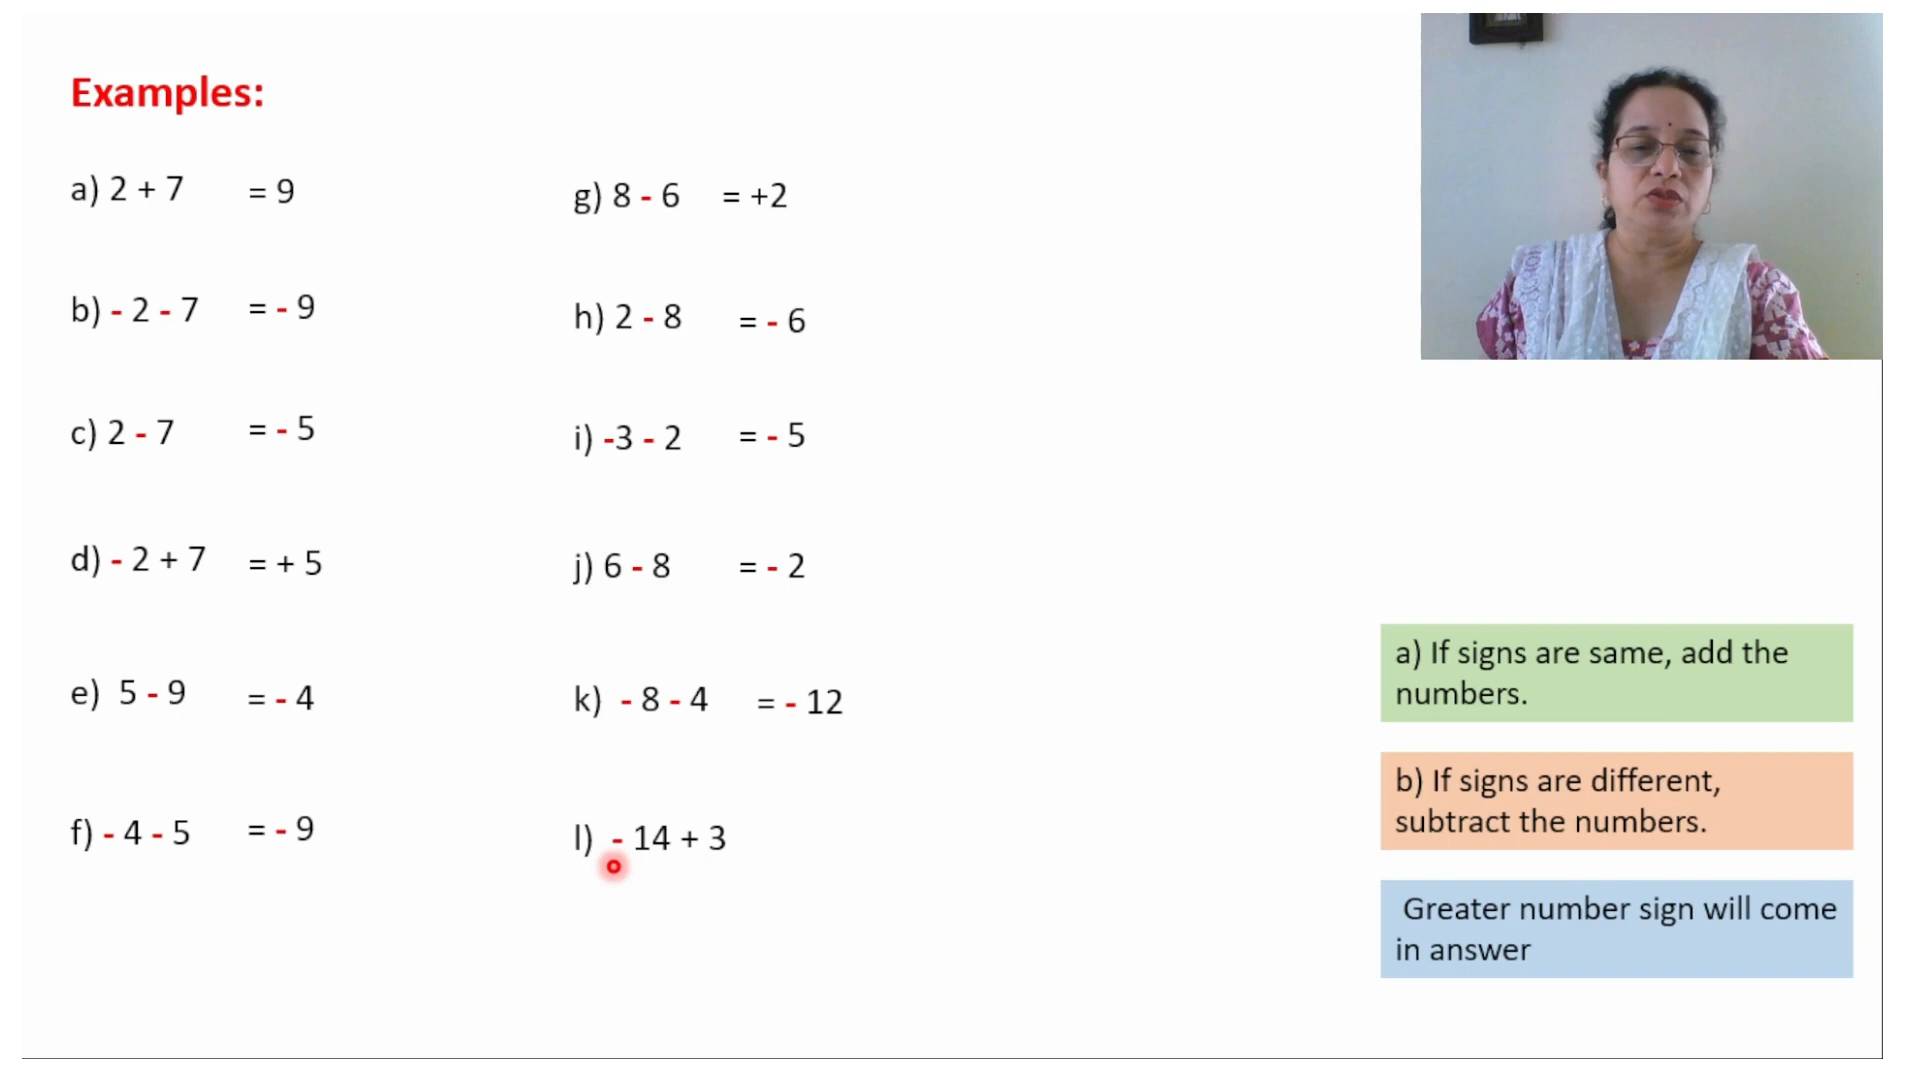 Examples:
a) 2 + 7 = 9
b) - 2 - 7 = - 9
c) 2 - 7 = - 5
d) - 2 + 7 = + 5
e) 5 - 9 = - 4
f) - 4 - 5 = - 9
g) 8 - 6 = +2
h) 2 - 8 = - 6
i) -3 - 2 = - 5
j) 6 - 8 = - 2
k) - 8 - 4 = - 12
l) - 14 + 3
a) If signs are same, add the
numbers.
b) If signs are different,
subtract the numbers.
Greater number sign will come
in answer